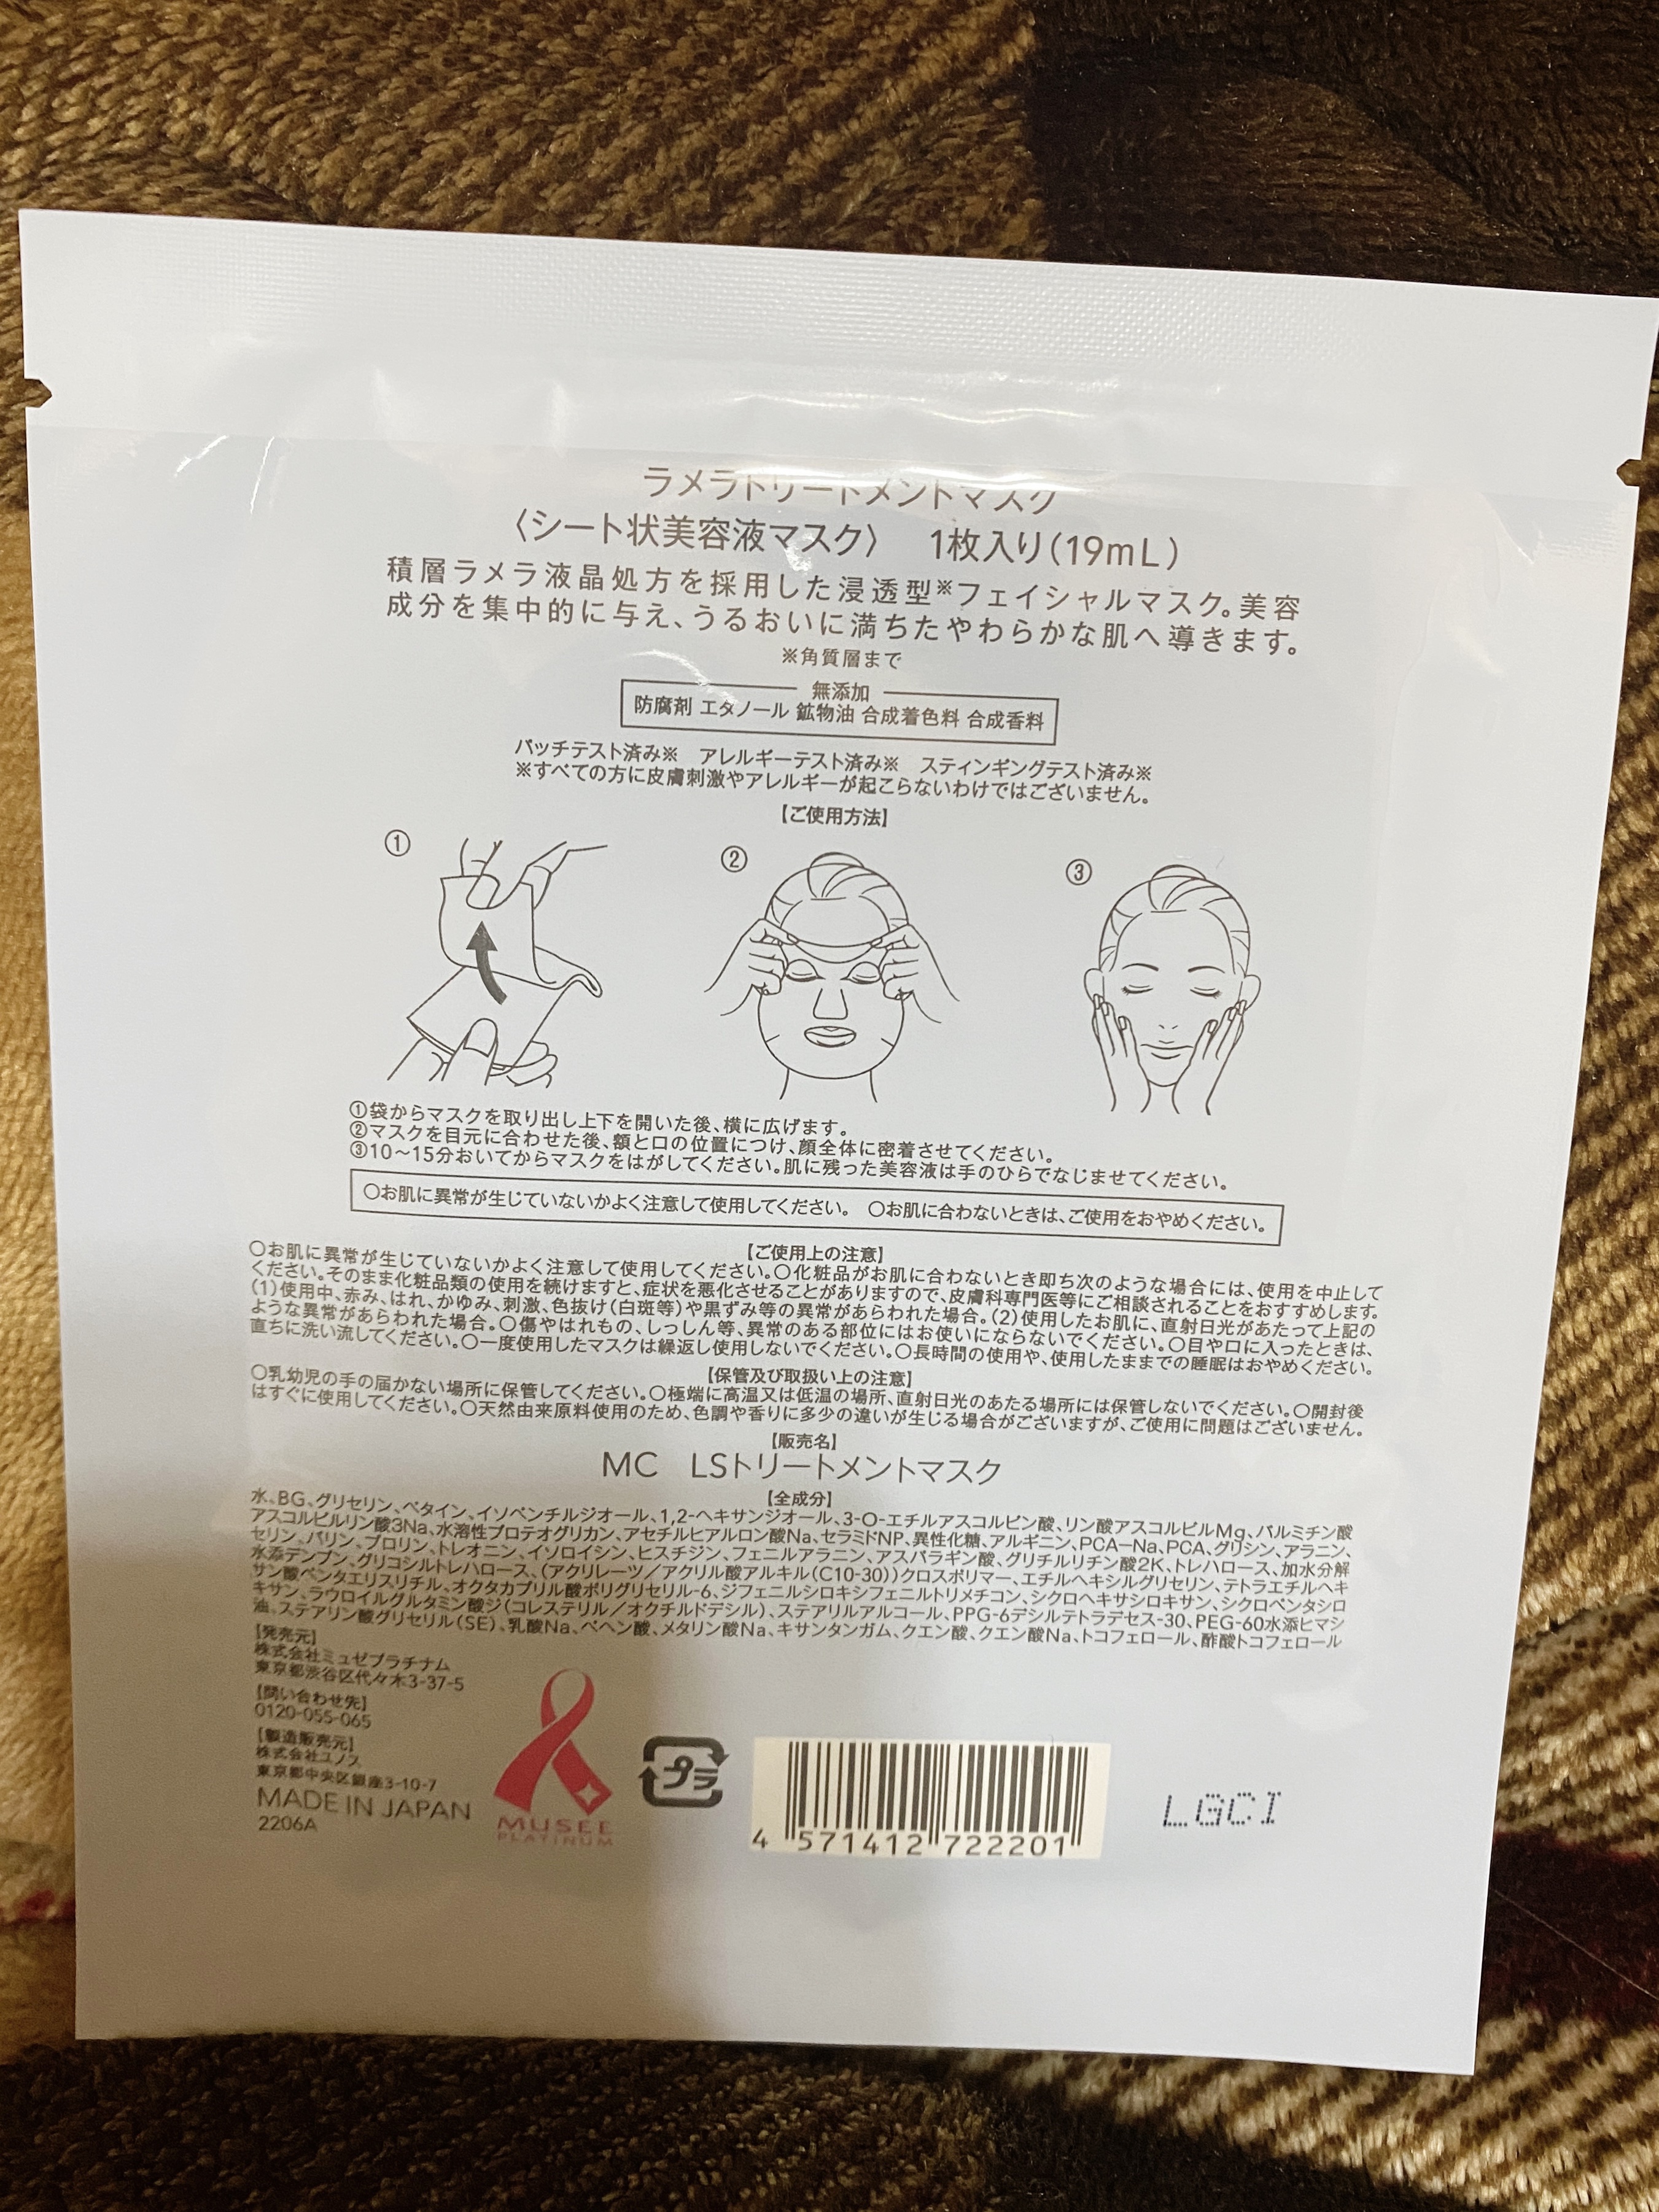 ラメラトリートメントマスク
〈シート状美容液マスク〉 1枚入り(19mL)
積層ラメラ液晶処方を採用した浸透型※フェイシャルマスク。美容
成分を集中的に与え、うるおいに満ちたやわらかな肌へ導きます。
※角質層まで
無添加
防腐剤 エタノール 鉱物油 合成着色料 合成香料
パッチテスト済み※ アレルギーテスト済み※ スティンギングテスト済み※
※すべての方に皮膚刺激やアレルギーが起こらないわけではございません。
【ご使用方法】
① ② ③
①袋からマスクを取り出し上下を開いた後、横に広げます。
②マスクを目元に合わせた後、額と口の位置につけ、顔全体に密着させてください。
③10～15分おいてからマスクをはがしてください。肌に残った美容液は手のひらでなじませてください。
○お肌に異常が生じていないかよく注意して使用してください。 ○お肌に合わないときは、ご使用をおやめください。
【ご使用上の注意】
○お肌に異常が生じていないかよく注意して使用してください。○化粧品がお肌に合わないとき即ち次のような場合には、使用を中止して
ください。そのまま化粧品類の使用を続けますと、症状を悪化させることがありますので、皮膚科専門医等にご相談されることをおすすめします。
(1)使用中、赤み、はれ、かゆみ、刺激、色抜け(白斑等)や黒ずみ等の異常があらわれた場合。(2)使用したお肌に、直射日光があたって上記の
ような異常があらわれた場合。○傷やはれもの、しっしん等、異常のある部位にはお使いにならないでください。○目や口に入ったときは、
直ちに洗い流してください。○一度使用したマスクは繰返し使用しないでください。○長時間の使用や、使用したままでの睡眠はおやめください。
【保管及び取扱い上の注意】
○乳幼児の手の届かない場所に保管してください。○極端に高温又は低温の場所、直射日光のあたる場所には保管しないでください。○開封後
はすぐに使用してください。○天然由来原料使用のため、色調や香りに多少の違いが生じる場合がございますが、ご使用に問題はございません。
【販売名】
MC LSトリートメントマスク
【全成分】
水、BG、グリセリン、ベタイン、イソペンチルジオール、1,2-ヘキサンジオール、3-O-エチルアスコルビン酸、リン酸アスコルビルMg、パルミチン酸
アスコルビルリン酸3Na、水溶性プロテオグリカン、アセチルヒアルロン酸Na、セラミドNP、異性化糖、アルギニン、PCA-Na、PCA、グリシン、アラニン、
セリン、バリン、プロリン、トレオニン、イソロイシン、ヒスチジン、フェニルアラニン、アスパラギン酸、グリチルリチン酸2K、トレハロース、加水分解
水添デンプン、グリコシルトレハロース、(アクリレーツ/アクリル酸アルキル(C10-30))クロスポリマー、エチルヘキシルグリセリン、テトラエチルヘキ
サン酸ペンタエリスリチル、オクタカプリル酸ポリグリセリル-6、ジフェニルシロキシフェニルトリメチコン、シクロヘキサシロキサン、シクロペンタシロ
キサン、ラウロイルグルタミン酸ジ(コレステリル/オクチルドデシル)、ステアリルアルコール、PPG-6デシルテトラデセス-30、PEG-60水添ヒマシ
油、ステアリン酸グリセリル(SE)、乳酸Na、ベヘン酸、メタリン酸Na、キサンタンガム、クエン酸、クエン酸Na、トコフェロール、酢酸トコフェロール
【発売元】
株式会社ミュゼプラチナム
東京都渋谷区代々木3-37-5
【問い合わせ先】
0120-055-065
【製造販売元】
株式会社ユノス
東京都中央区銀座3-10-7
MADE IN JAPAN
2206A
MUSEE
PLATINUM
プラ
4 571412 722201
LGCI